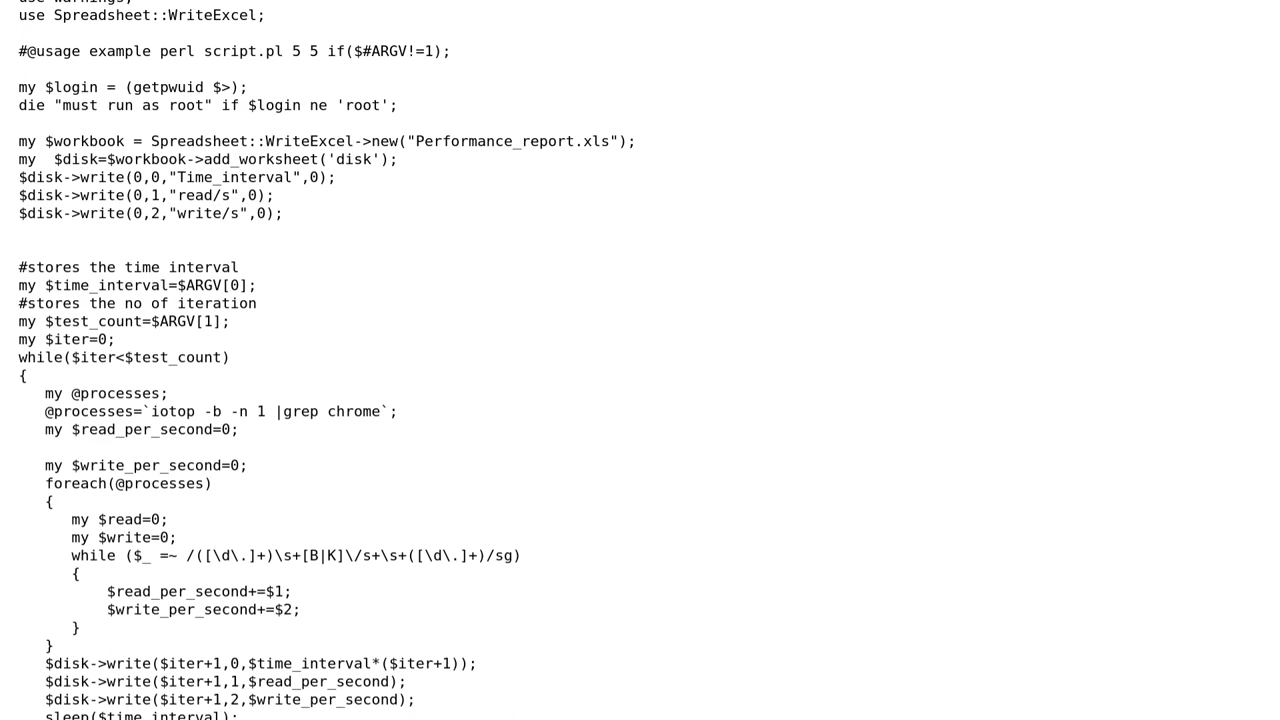 use warnings;
use Spreadsheet::WriteExcel;
#@usage example perl script.pl 5 5 if($#ARGV!=1);
my $login = (getpwuid $>);
die "must run as root" if $login ne 'root';
my $workbook = Spreadsheet::WriteExcel->new("Performance_report.xls");
my  $disk=$workbook->add_worksheet('disk');
$disk->write(0,0,"Time_interval",0);
$disk->write(0,1,"read/s",0);
$disk->write(0,2,"write/s",0);
#stores the time interval
my $time_interval=$ARGV[0];
#stores the no of iteration
my $test_count=$ARGV[1];
my $iter=0;
while($iter<$test_count)
{
   my @processes;
   @processes=`iotop -b -n 1 |grep chrome`;
   my $read_per_second=0;
   my $write_per_second=0;
   foreach(@processes)
   {
      my $read=0;
      my $write=0;
      while ($_ =~ /([\d\.]+)\s+[B|K]\/s+\s+([\d\.]+)/sg)
      {
          $read_per_second+=$1;
          $write_per_second+=$2;
      }
   }
   $disk->write($iter+1,0,$time_interval*($iter+1));
   $disk->write($iter+1,1,$read_per_second);
   $disk->write($iter+1,2,$write_per_second);
   sleep($time_interval);